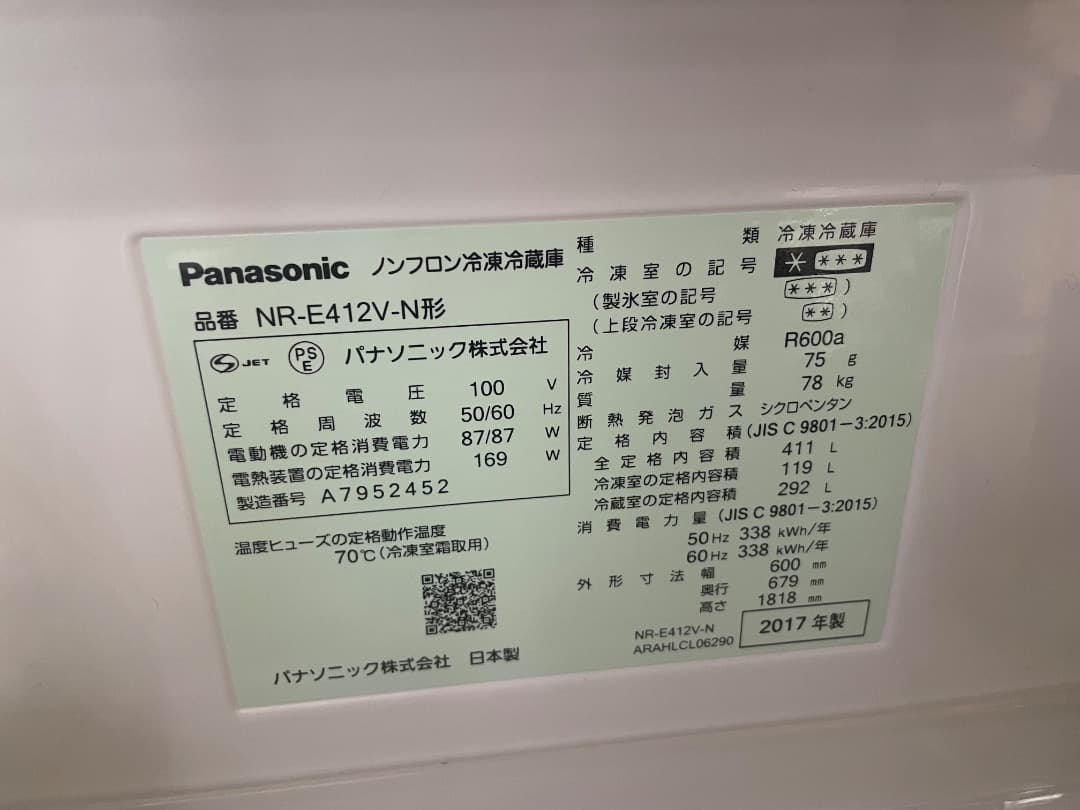 Panasonic ノンフロン冷凍冷蔵庫
品番 NR-E412V-N形
S JET PSE パナソニック株式会社
定格電圧 100 V
定格周波数 50/60 Hz
電動機の定格消費電力 87/87 W
電熱装置の定格消費電力 169 W
製造番号 A7952452
温度ヒューズの定格動作温度
70℃(冷凍室霜取用)
パナソニック株式会社 日本製
種類 冷凍冷蔵庫
冷凍室の記号 * ***
(製氷室の記号 ***)
(上段冷凍室の記号 **)
冷媒 R600a
冷媒封入量 75 g
質量 78 kg
断熱発泡ガス シクロペンタン
定格内容積(JIS C 9801-3:2015)
全定格内容積 411 L
冷凍室の定格内容積 119 L
冷蔵室の定格内容積 292 L
消費電力量(JIS C 9801-3:2015)
50Hz 338 kWh/年
60Hz 338 kWh/年
外形寸法 幅 600 mm
奥行 679 mm
高さ 1818 mm
NR-E412V-N
ARAHLCL06290
2017年製